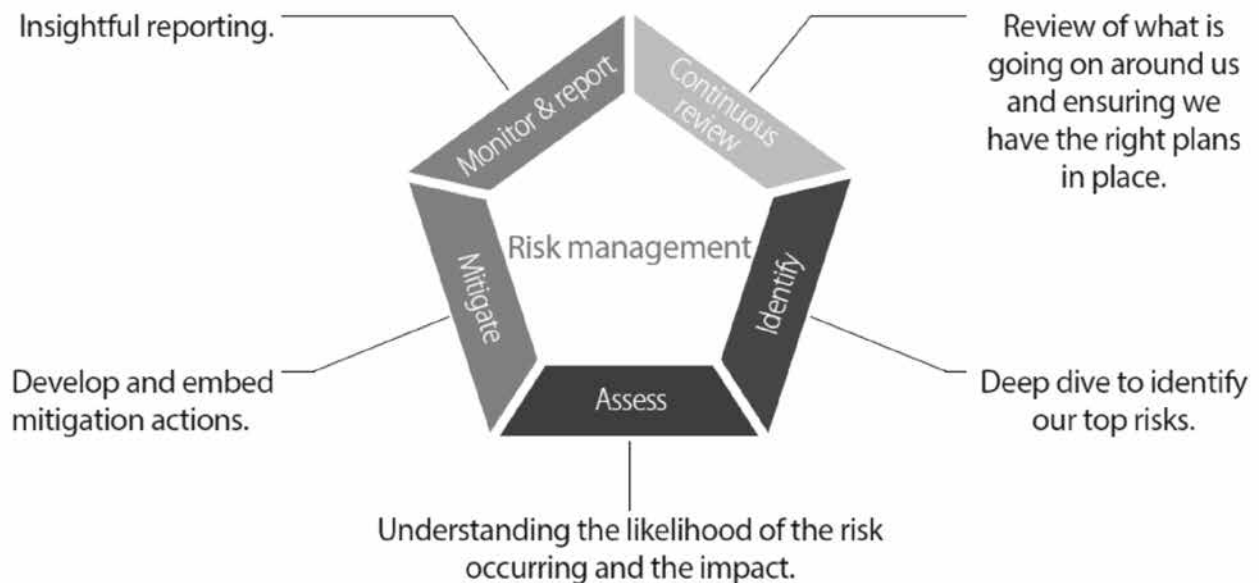 Insightful reporting.
Review of what is
going on around us
and ensuring we
have the right plans
in place.
Monitor & report
Continuous
review
Risk management
Mitigate
Identify
Assess
Develop and embed
mitigation actions.
Deep dive to identify
our top risks.
Understanding the likelihood of the risk
occurring and the impact.